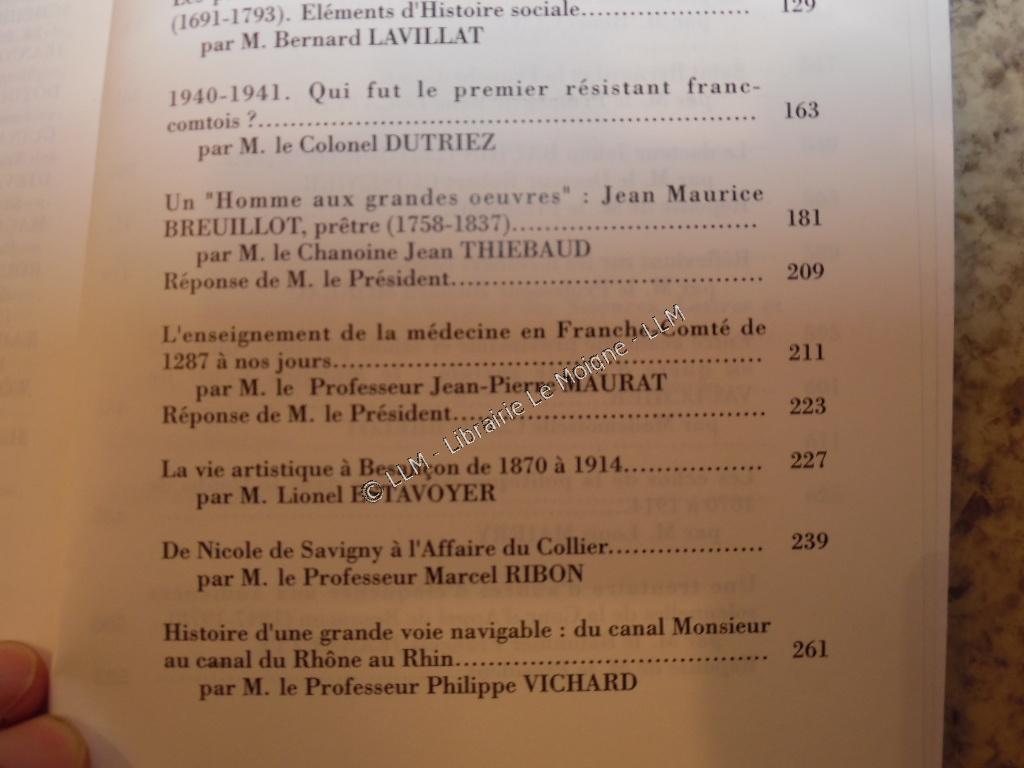 (1691-1793). Eléments d'Histoire sociale..................... 129
par M. Bernard LAVILLAT
1940-1941. Qui fut le premier résistant franc-
comtois ?............................................................. 163
par M. le Colonel DUTRIEZ
Un "Homme aux grandes oeuvres" : Jean Maurice
BREUILLOT, prêtre (1758-1837)............................... 181
par M. le Chanoine Jean THIEBAUD
Réponse de M. le Président....................................... 209
L'enseignement de la médecine en Franche-Comté de
1287 à nos jours...................................................... 211
par M. le Professeur Jean-Pierre MAURAT
Réponse de M. le Président....................................... 223
La vie artistique à Besançon de 1870 à 1914................. 227
par M. Lionel ESTAVOYER
De Nicole de Savigny à l'Affaire du Collier................... 239
par M. le Professeur Marcel RIBON
Histoire d'une grande voie navigable : du canal Monsieur
au canal du Rhône au Rhin....................................... 261
par M. le Professeur Philippe VICHARD
© LLM - Librairie Le Moigne - LLM